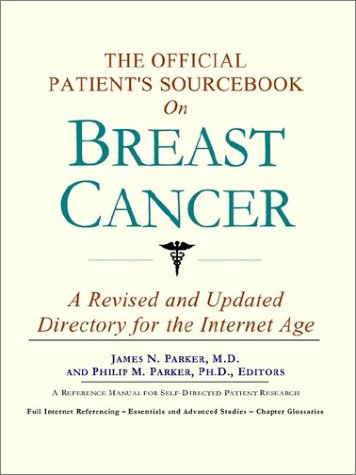 THE OFFICIAL
PATIENT'S SOURCEBOOK
On
BREAST
CANCER
A Revised and Updated
Directory for the Internet Age
JAMES N. PARKER, M.D.
AND PHILIP M. PARKER, PH.D., EDITORS
A REFERENCE MANUAL FOR SELF-DIRECTED PATIENT RESEARCH
Full Internet Referencing – Essentials and Advanced Studies – Chapter Glossaries